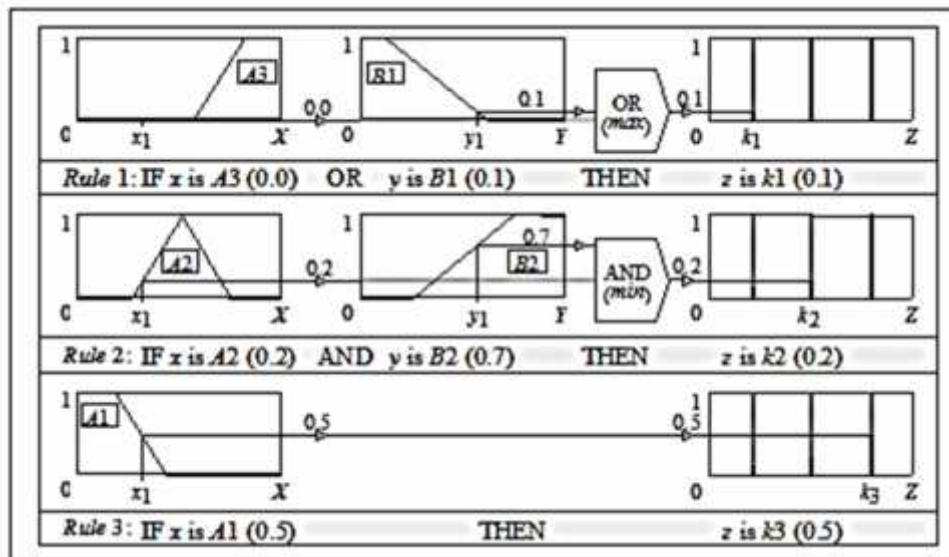 1 A3 0.0 1 B1 0.1 OR (max) 0.1 1
0 x1 X 0 y1 Y 0 k1 Z
Rule 1: IF x is A3 (0.0) OR y is B1 (0.1) THEN z is k1 (0.1)
1 A2 0.2 1 B2 0.7 AND (min) 0.2 1
0 x1 X 0 y1 Y 0 k2 Z
Rule 2: IF x is A2 (0.2) AND y is B2 (0.7) THEN z is k2 (0.2)
1 A1 0.5 0.5 1
0 x1 X 0 k3 Z
Rule 3: IF x is A1 (0.5) THEN z is k3 (0.5)